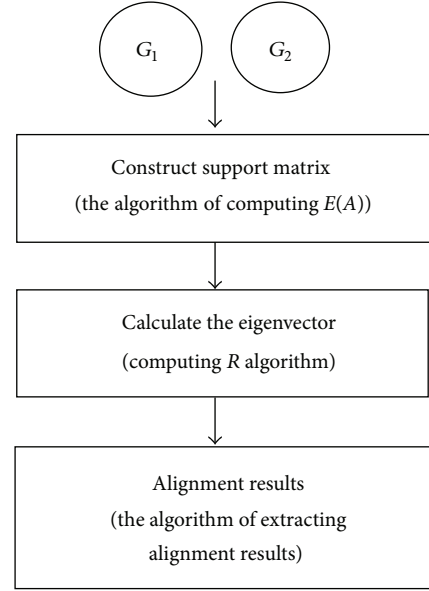 G₁ G₂
Construct support matrix
(the algorithm of computing E(A))
Calculate the eigenvector
(computing R algorithm)
Alignment results
(the algorithm of extracting
alignment results)